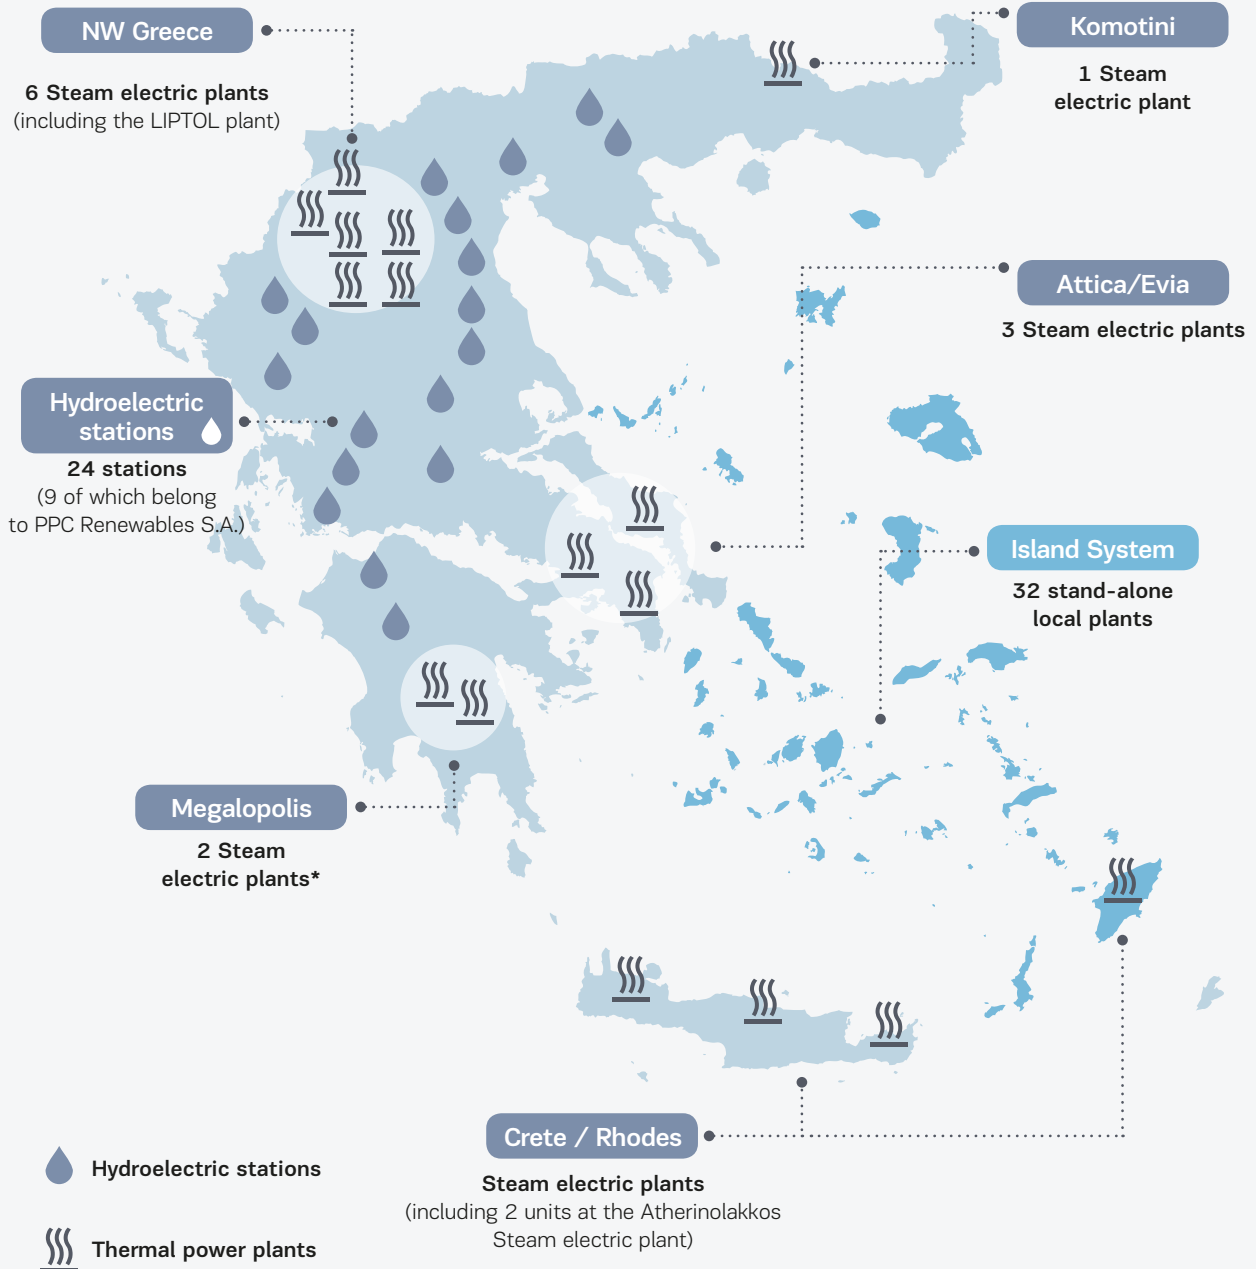 NW Greece
6 Steam electric plants
(including the LIPTOL plant)
Komotini
1 Steam
electric plant
Attica/Evia
3 Steam electric plants
Hydroelectric
stations
24 stations
(9 of which belong
to PPC Renewables S.A.)
Island System
32 stand-alone
local plants
Megalopolis
2 Steam
electric plants*
Crete / Rhodes
Steam electric plants
(including 2 units at the Atherinolakkos
Steam electric plant)
Hydroelectric stations
Thermal power plants